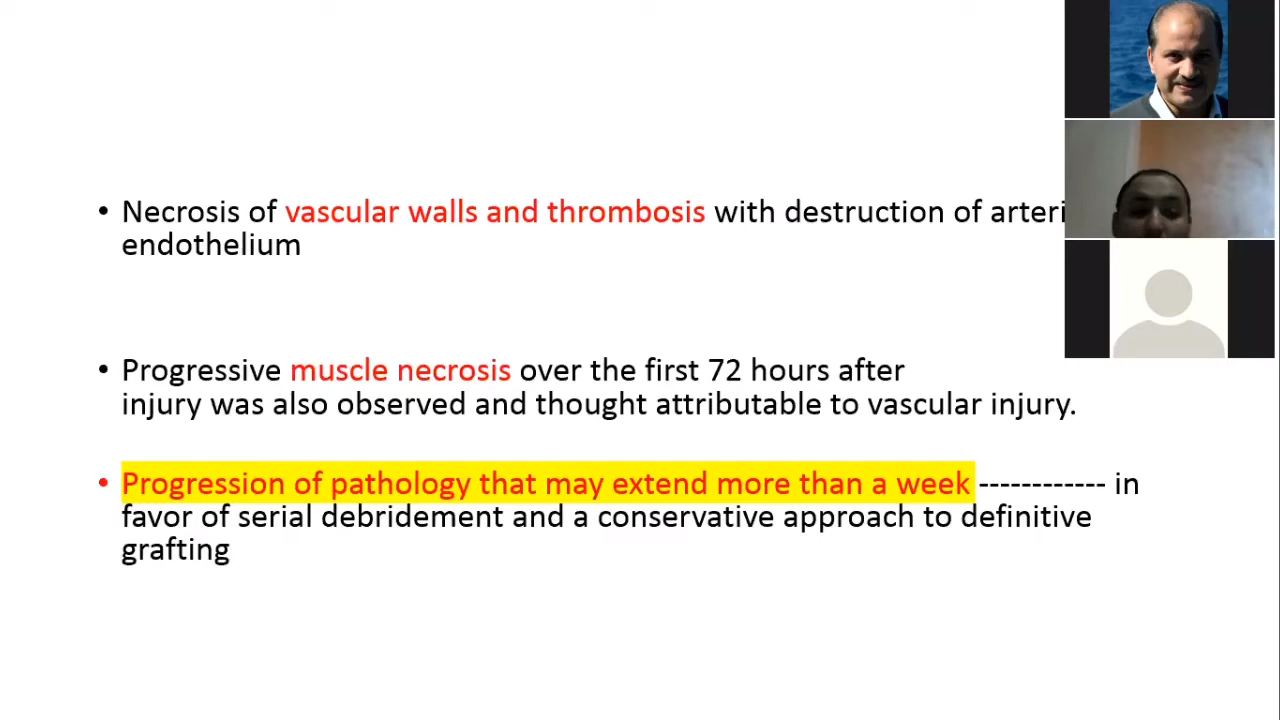 • Necrosis of vascular walls and thrombosis with destruction of
endothelium
• Progressive muscle necrosis over the first 72 hours after
injury was also observed and thought attributable to vascular injury.
• Progression of pathology that may extend more than a week ------------ in
favor of serial debridement and a conservative approach to definitive
grafting